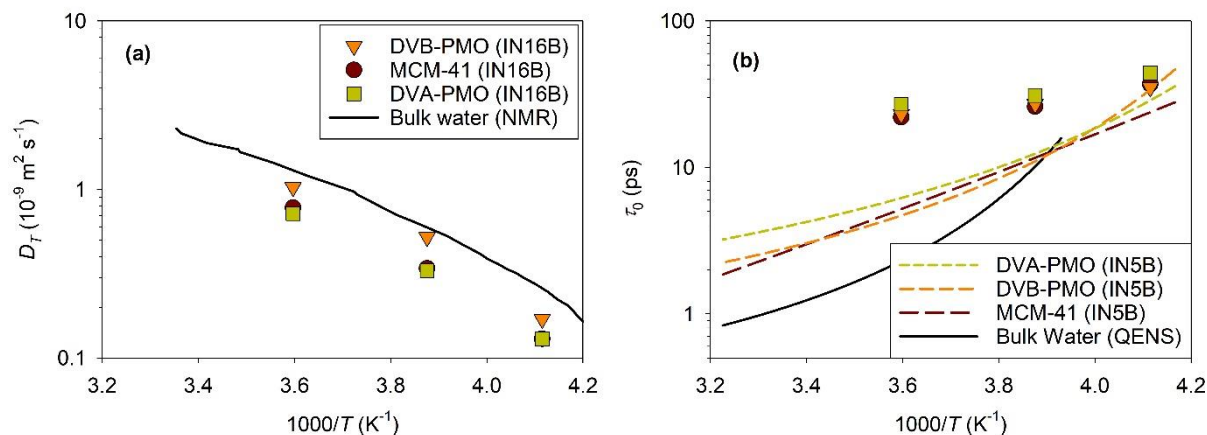 (a)
DVB-PMO (IN16B)
MCM-41 (IN16B)
DVA-PMO (IN16B)
Bulk water (NMR)
D_T (10⁻⁹ m² s⁻¹)
10
1
0.1
3.2 3.4 3.6 3.8 4.0 4.2
1000/T (K⁻¹)
(b)
τ₀ (ps)
100
10
1
DVA-PMO (IN5B)
DVB-PMO (IN5B)
MCM-41 (IN5B)
Bulk Water (QENS)
3.2 3.4 3.6 3.8 4.0 4.2
1000/T (K⁻¹)